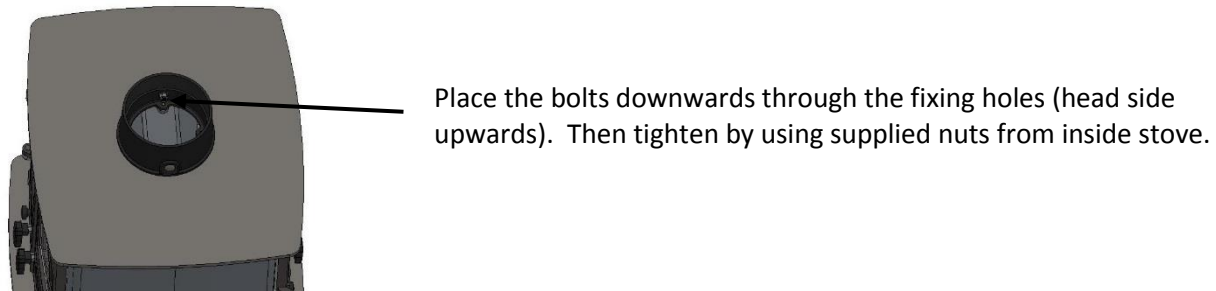 Place the bolts downwards through the fixing holes (head side
upwards).  Then tighten by using supplied nuts from inside stove.